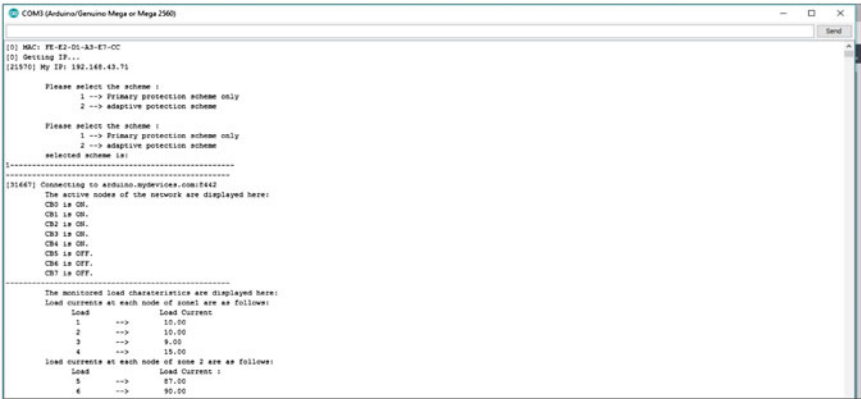 COM3 (Arduino/Genuino Mega or Mega 2560)
Send
[0] MAC: FE-E2-D1-A3-E7-CC
[0] Getting IP...
[21570] My IP: 192.168.43.71
Please select the scheme :
1 --> Primary protection scheme only
2 --> adaptive potection scheme
Please select the scheme :
1 --> Primary protection scheme only
2 --> adaptive potection scheme
selected scheme is:
1--------------------------------------------------
---------------------------------------------------
[31667] Connecting to arduino.mydevices.com:8442
The active nodes of the network are displayed here:
CB0 is ON.
CB1 is ON.
CB2 is ON.
CB3 is ON.
CB4 is ON.
CB5 is OFF.
CB6 is OFF.
CB7 is OFF.
---------------------------------------------------
The monitored load charateristics are displayed here:
Load currents at each node of zone1 are as follows:
Load Load Current
1 --> 10.00
2 --> 10.00
3 --> 9.00
4 --> 15.00
load currents at each node of zone 2 are as follows:
Load Load Current :
5 --> 87.00
6 --> 90.00